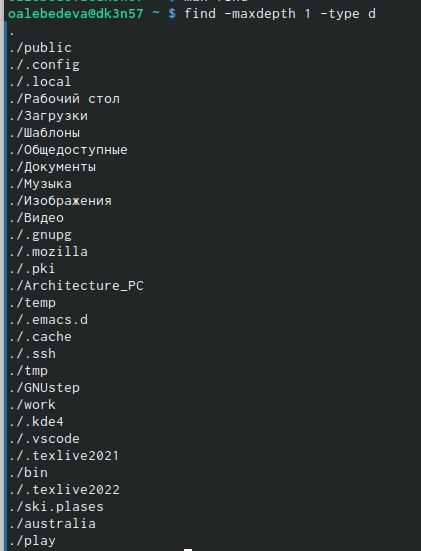 oalebedeva@dk3n57 ~ $ find -maxdepth 1 -type d
.
./public
./.config
./.local
./Рабочий стол
./Загрузки
./Шаблоны
./Общедоступные
./Документы
./Музыка
./Изображения
./Видео
./.gnupg
./.mozilla
./.pki
./Architecture_PC
./temp
./.emacs.d
./.cache
./.ssh
./tmp
./GNUstep
./work
./.kde4
./.vscode
./.texlive2021
./bin
./.texlive2022
./ski.plases
./australia
./play